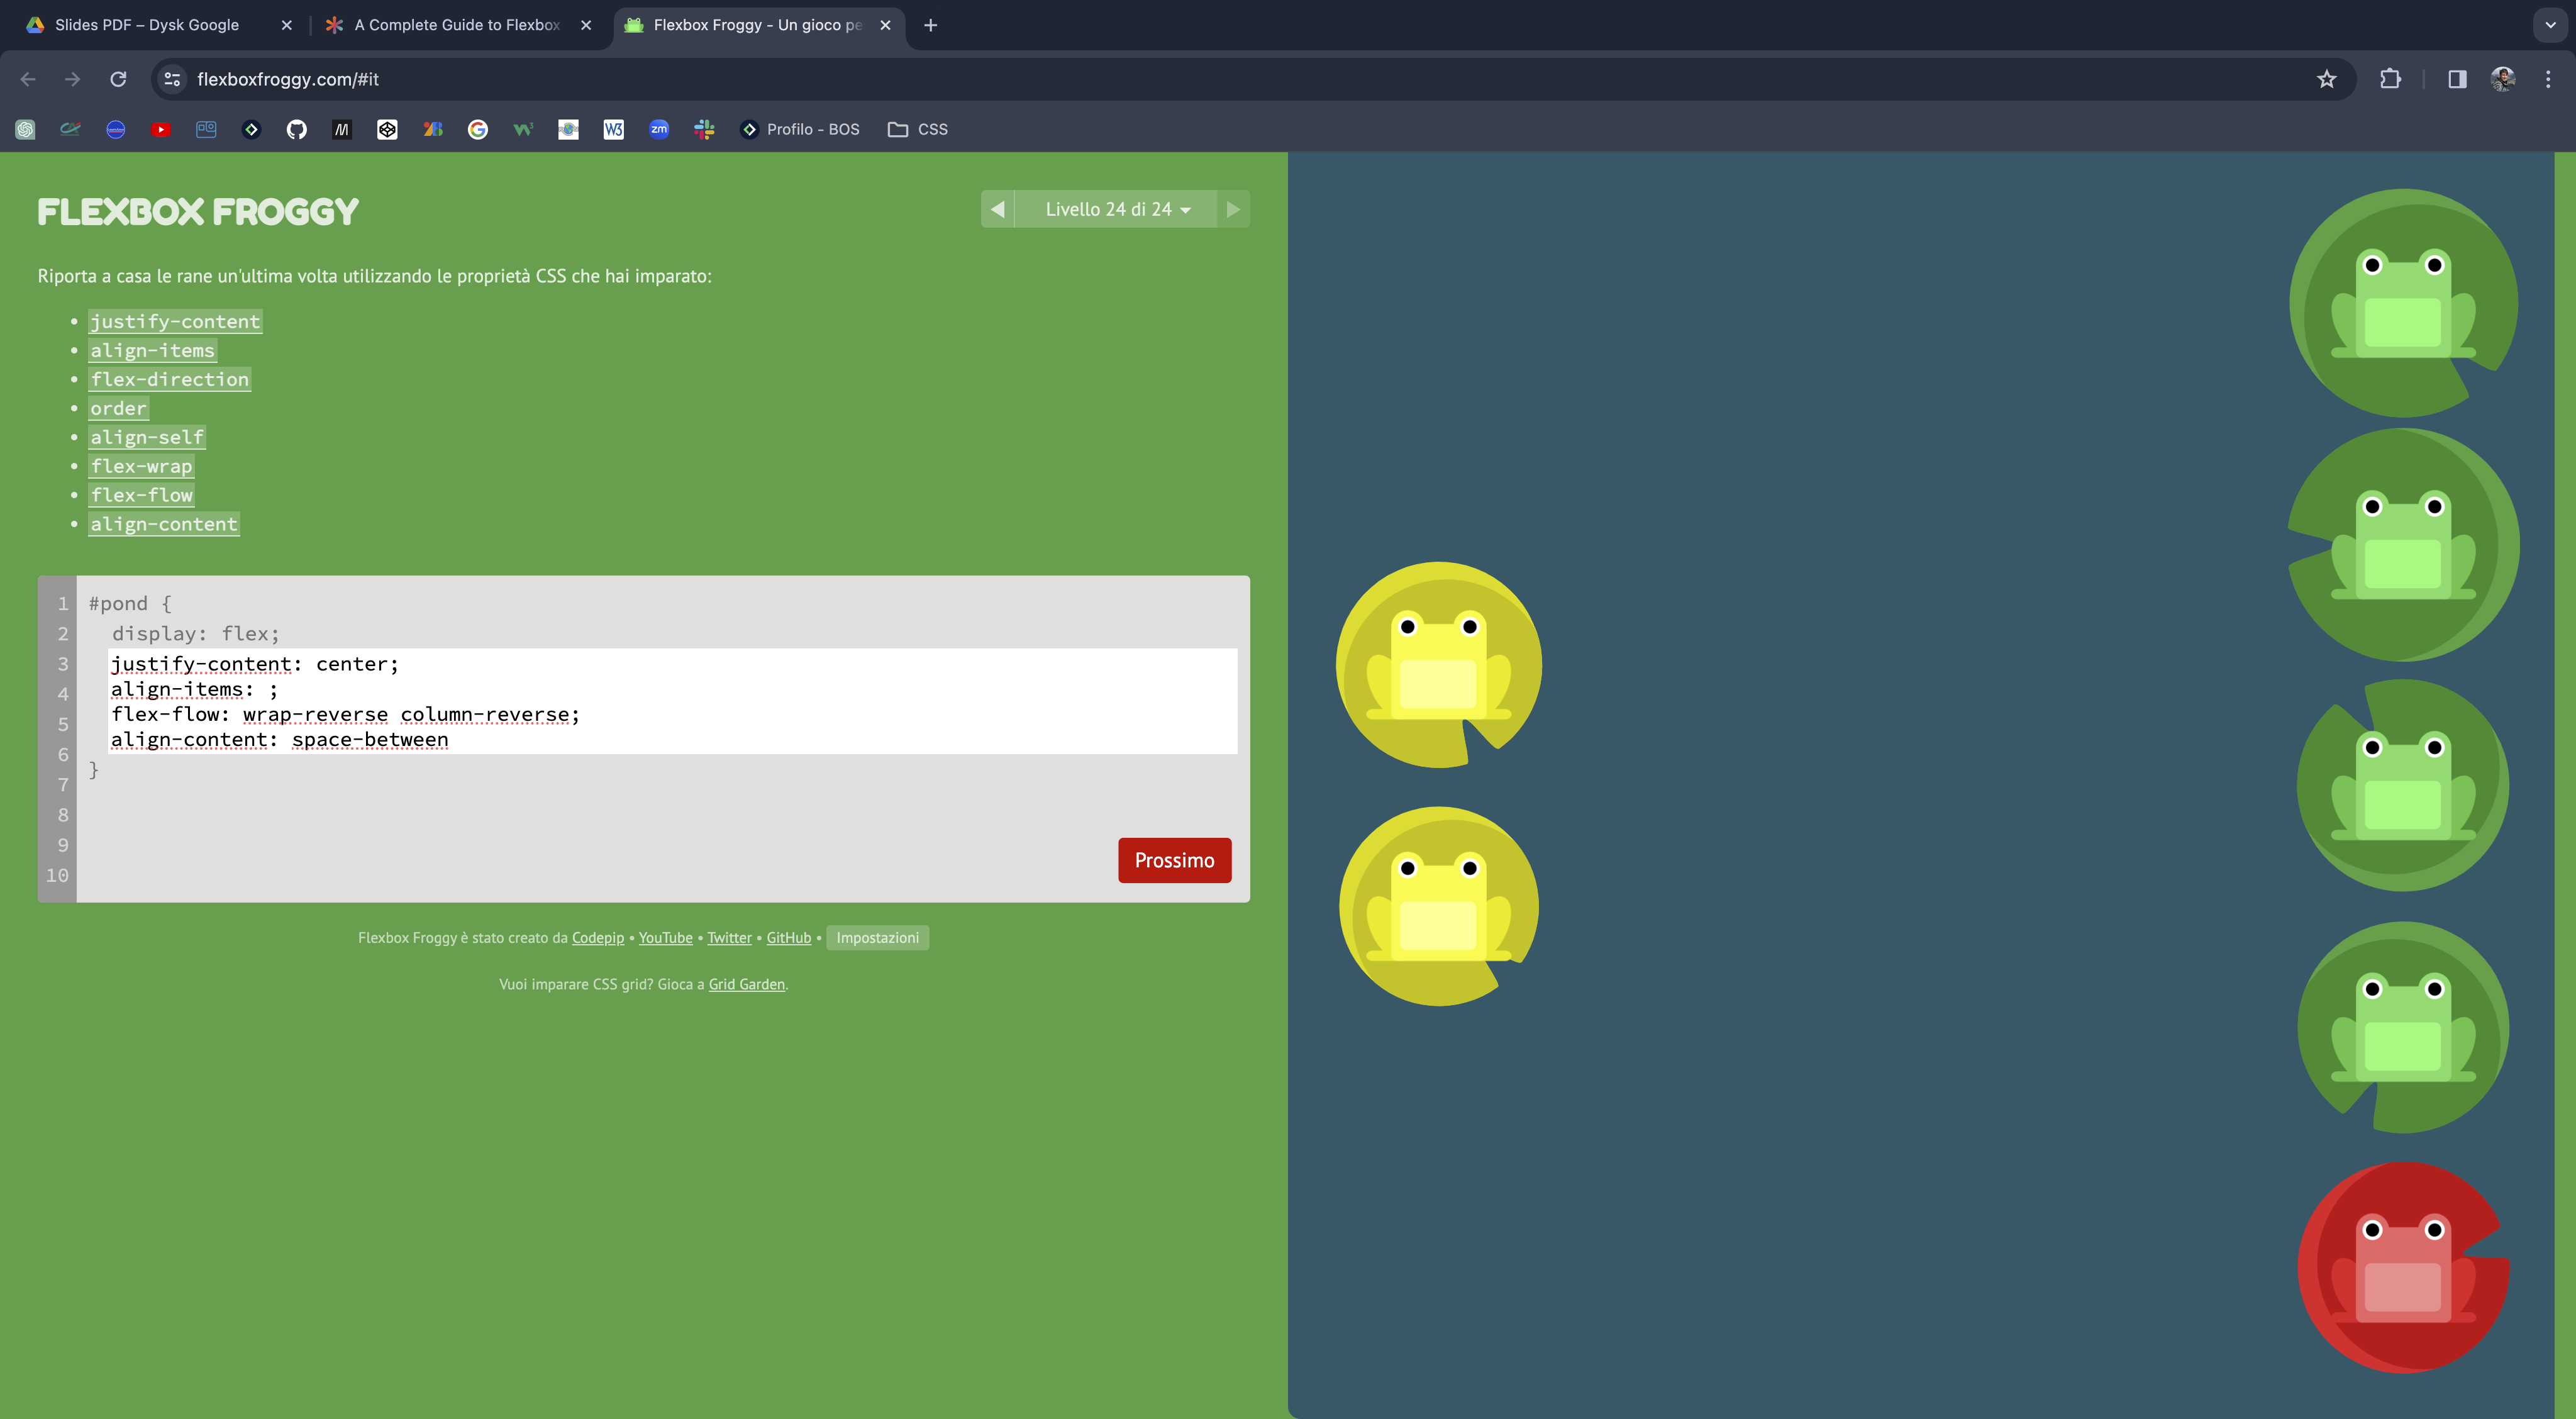 Slides PDF – Dysk Google
A Complete Guide to Flexbox
Flexbox Froggy - Un gioco pe
flexboxfroggy.com/#it
W3
zm
Profilo - BOS
CSS
FLEXBOX FROGGY
Livello 24 di 24
Riporta a casa le rane un'ultima volta utilizzando le proprietà CSS che hai imparato:
• justify-content
• align-items
• flex-direction
• order
• align-self
• flex-wrap
• flex-flow
• align-content
1 #pond {
2 display: flex;
3 justify-content: center;
4 align-items: ;
5 flex-flow: wrap-reverse column-reverse;
6 align-content: space-between
}
7
8
9
10
Prossimo
Flexbox Froggy è stato creato da Codepip • YouTube • Twitter • GitHub • Impostazioni
Vuoi imparare CSS grid? Gioca a Grid Garden.